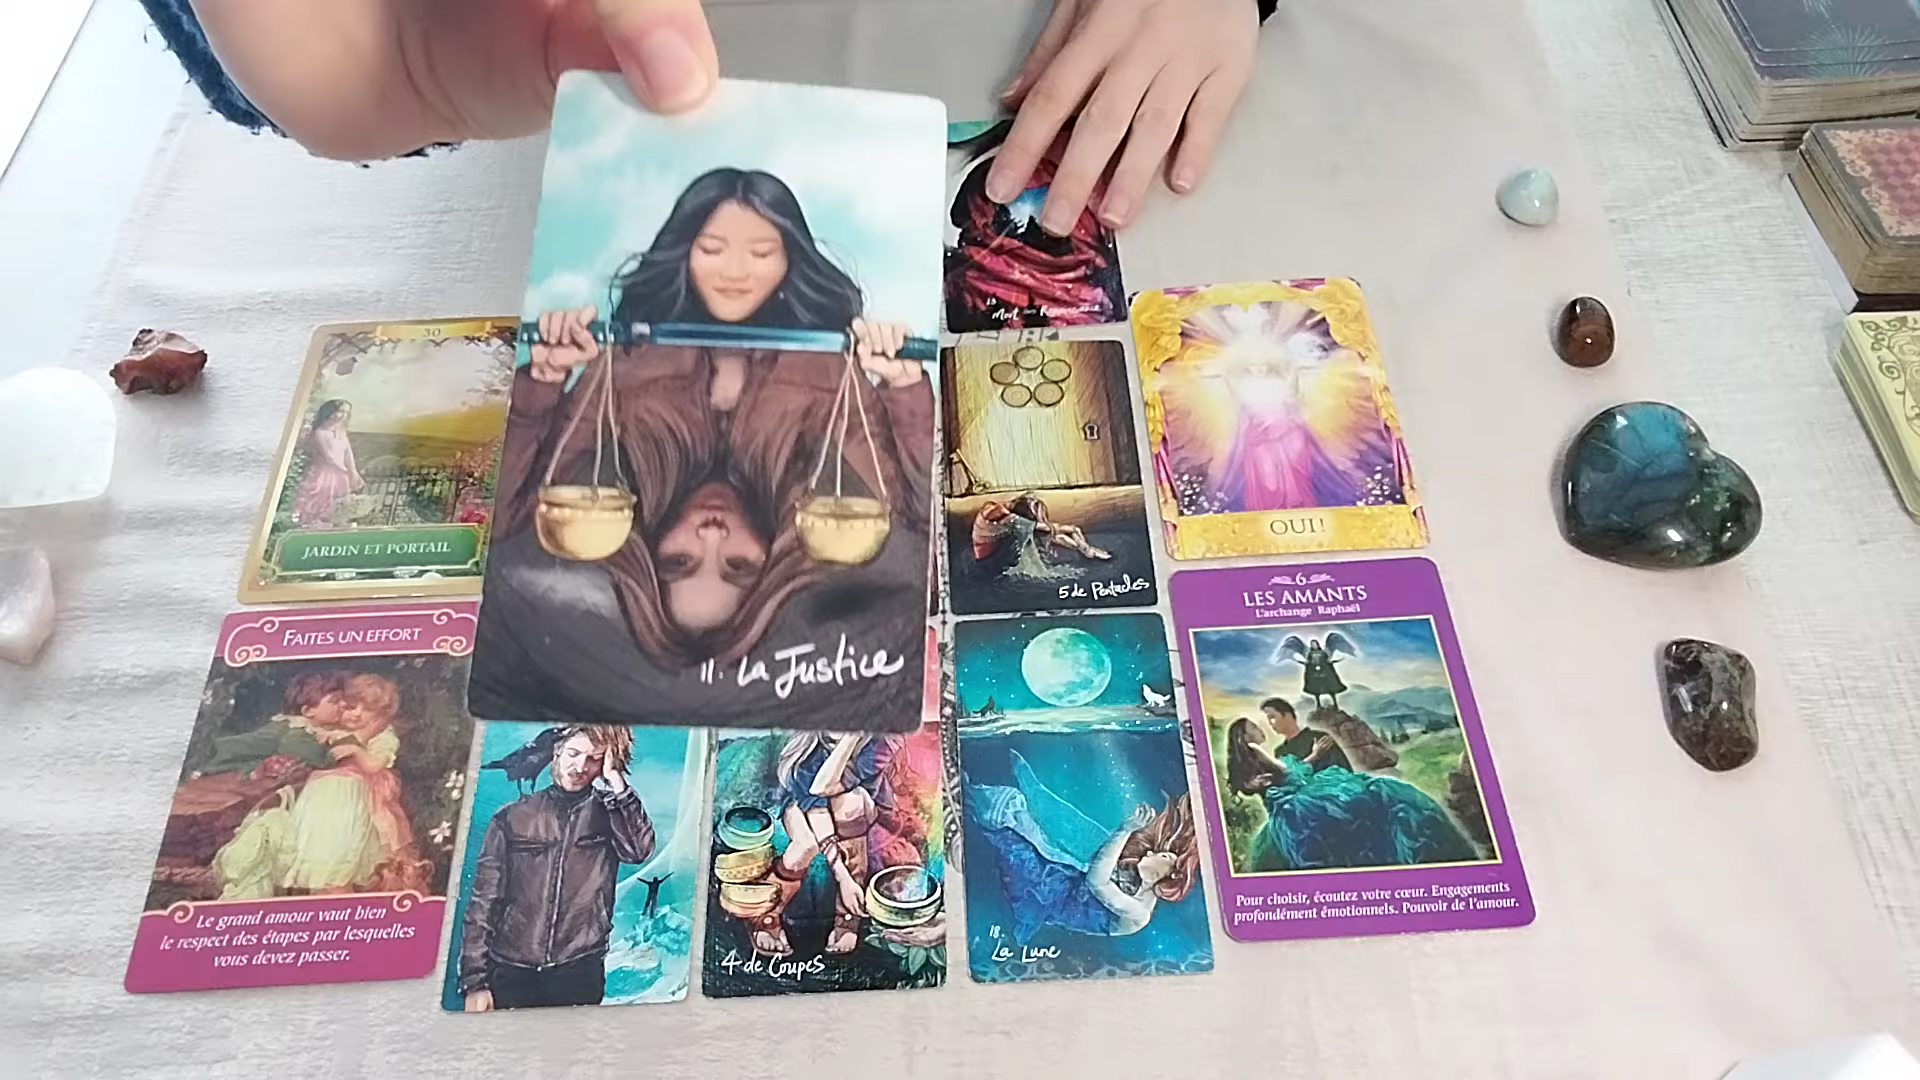 13
Mort
30
JARDIN ET PORTAIL
OUI!
5 de Pentacles
6
LES AMANTS
L'archange Raphaël
FAITES UN EFFORT
11. La Justice
Pour choisir, écoutez votre cœur. Engagements
profondément émotionnels. Pouvoir de l'amour.
Le grand amour vaut bien
le respect des étapes par lesquelles
vous devez passer.
4 de Coupes
18.
La Lune